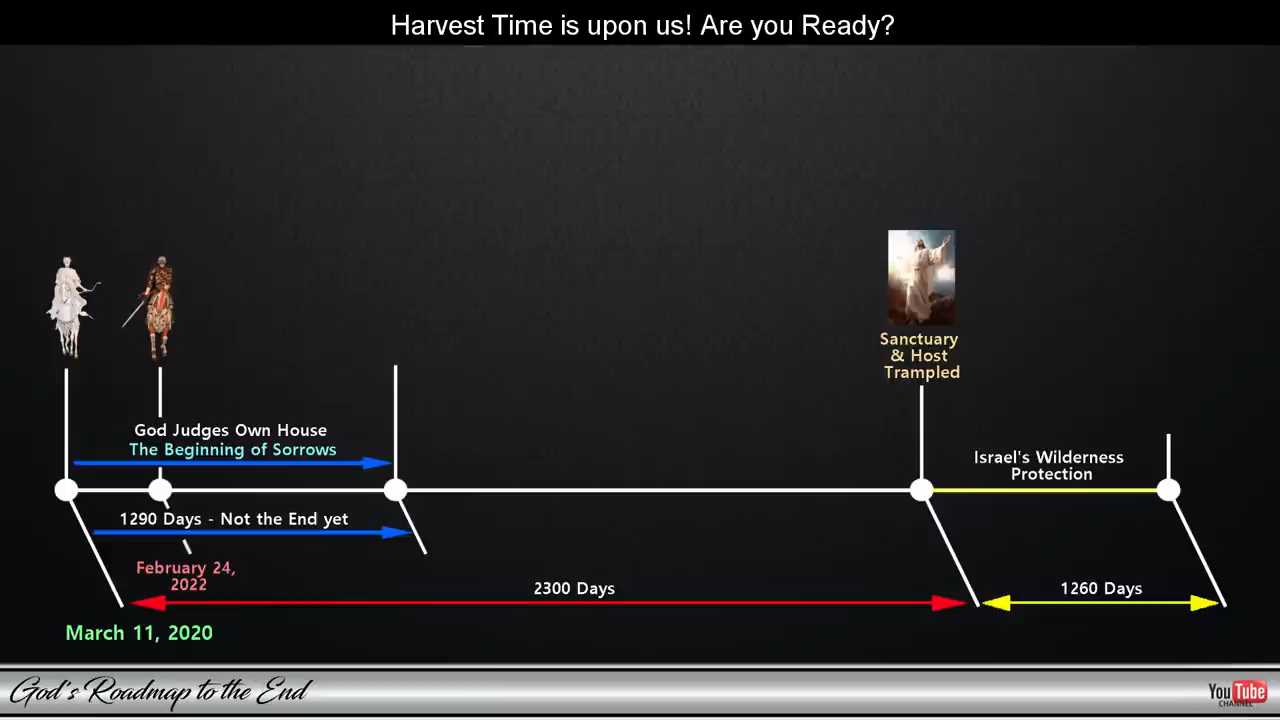 Harvest Time is upon us! Are you Ready?
Sanctuary
& Host
Trampled
God Judges Own House
The Beginning of Sorrows
Israel's Wilderness
Protection
1290 Days - Not the End yet
February 24,
2022
2300 Days
1260 Days
March 11, 2020
God's Roadmap to the End
YouTube
CHANNEL